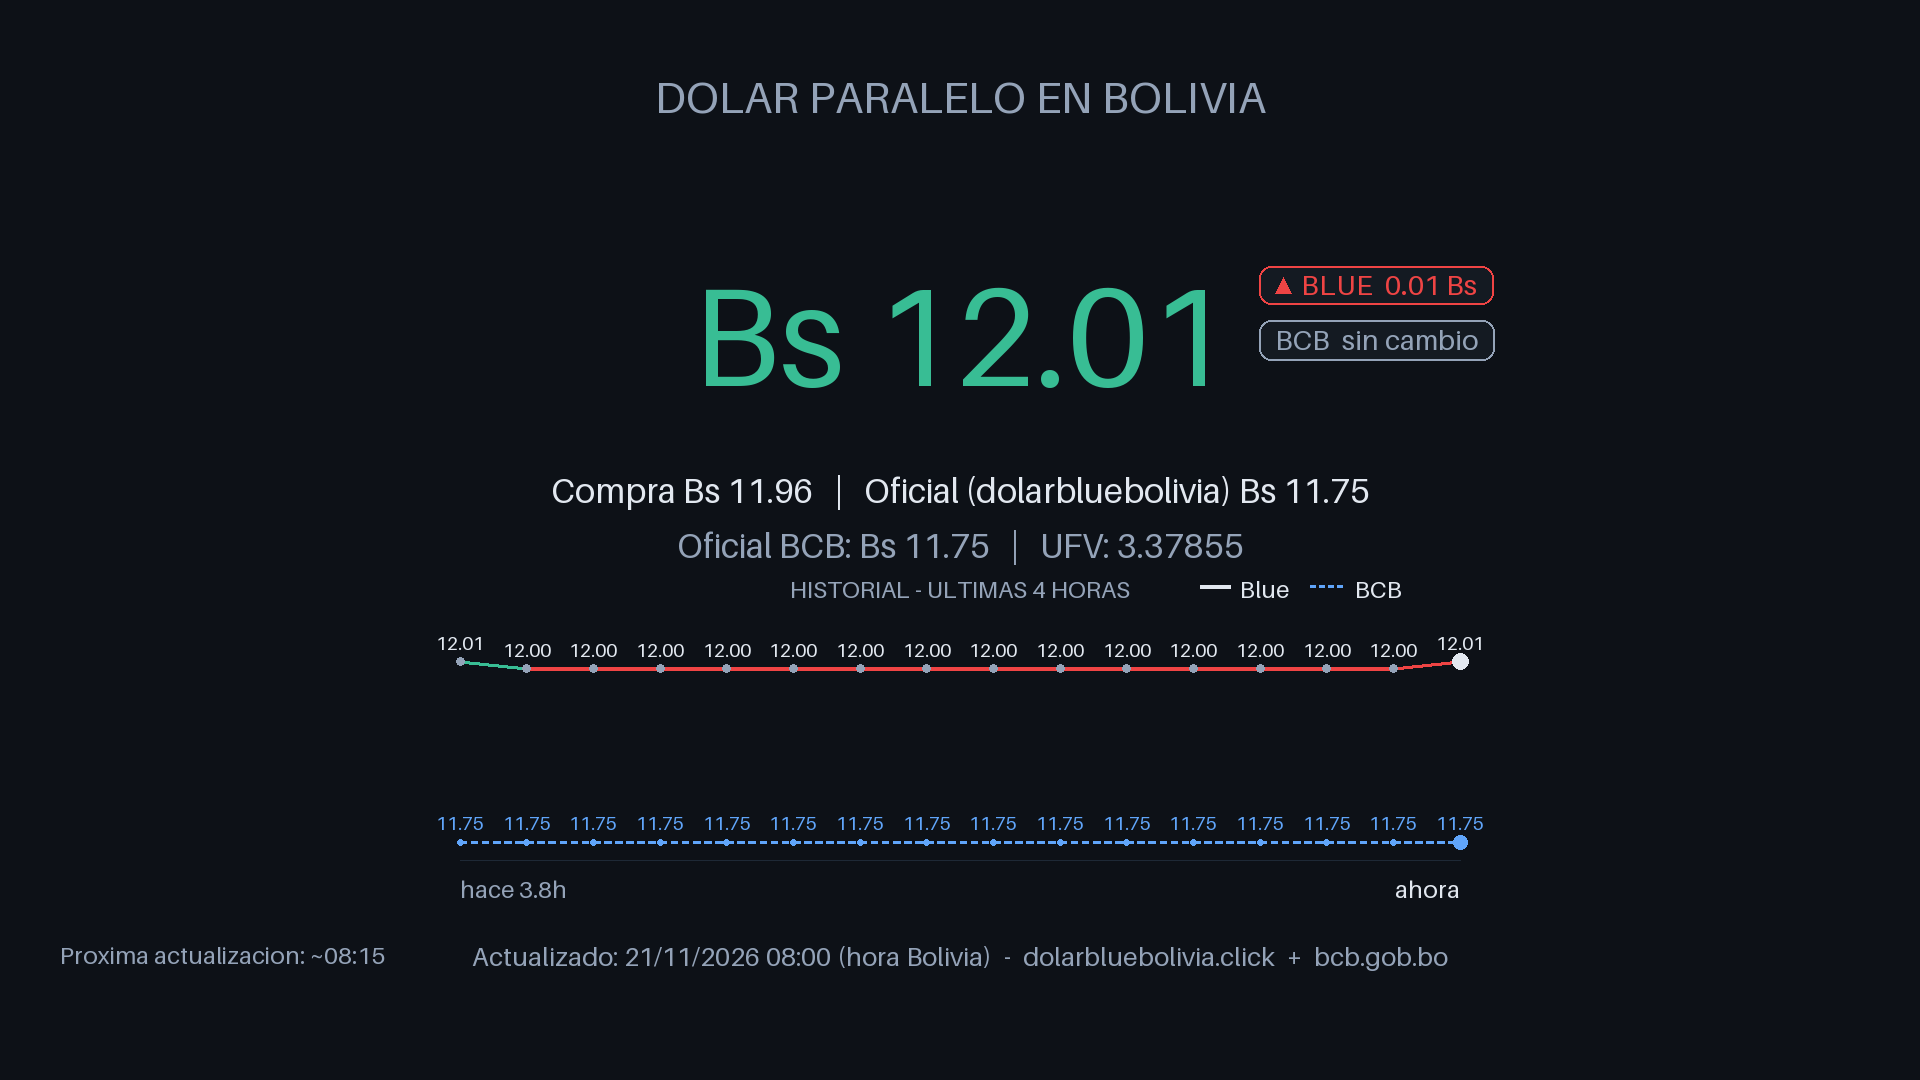 DOLAR PARALELO EN BOLIVIA
Bs 12.01
▲ BLUE 0.01 Bs
BCB sin cambio
Compra Bs 11.96 | Oficial (dolarbluebolivia) Bs 11.75
Oficial BCB: Bs 11.75 | UFV: 3.37855
HISTORIAL - ULTIMAS 4 HORAS Blue BCB
12.01 12.00 12.00 12.00 12.00 12.00 12.00 12.00 12.00 12.00 12.00 12.00 12.00 12.00 12.00 12.01
11.75 11.75 11.75 11.75 11.75 11.75 11.75 11.75 11.75 11.75 11.75 11.75 11.75 11.75 11.75 11.75
hace 3.8h ahora
Proxima actualizacion: ~08:15 Actualizado: 21/11/2026 08:00 (hora Bolivia) - dolarbluebolivia.click + bcb.gob.bo